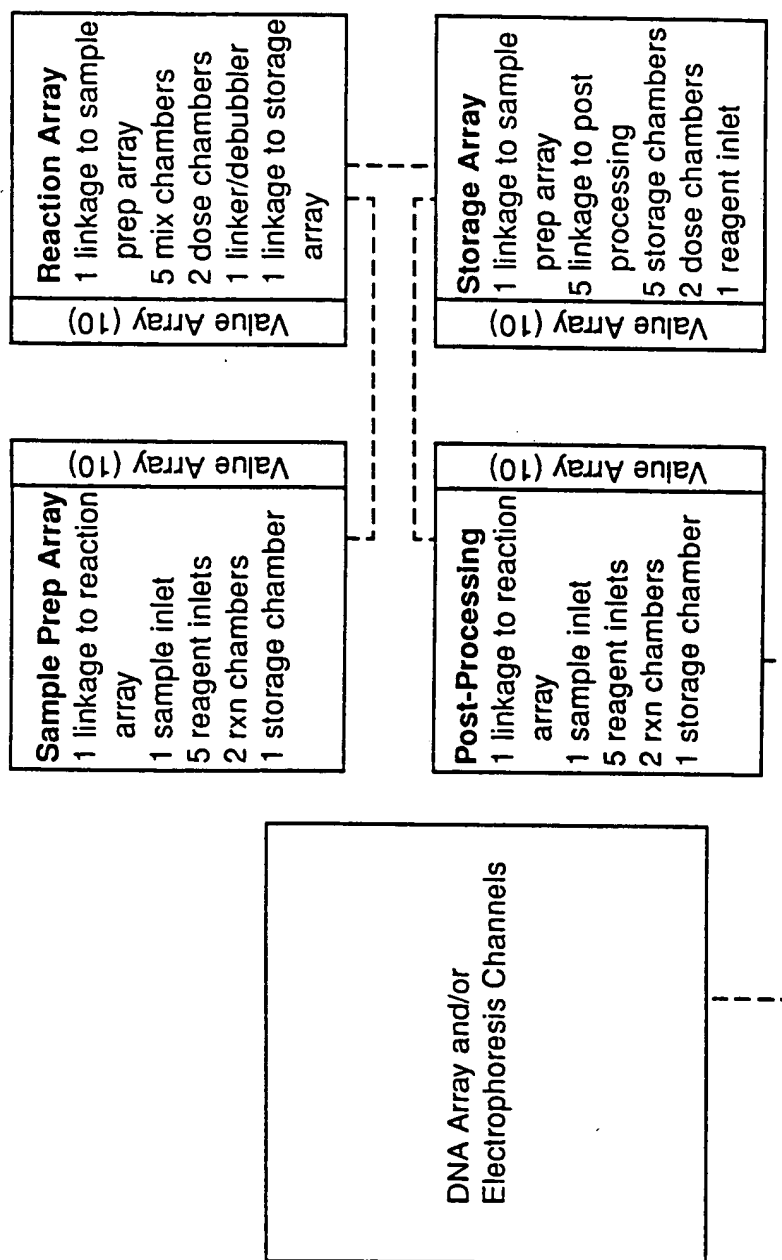 Sample Prep Array
1 linkage to reaction
array
1 sample inlet
5 reagent inlets
2 rxn chambers
1 storage chamber
Value Array (10)
Reaction Array
1 linkage to sample
prep array
5 mix chambers
2 dose chambers
1 linker/debubbler
1 linkage to storage
array
Value Array (10)
Post-Processing
1 linkage to reaction
array
1 sample inlet
5 reagent inlets
2 rxn chambers
1 storage chamber
Value Array (10)
Storage Array
1 linkage to sample
prep array
5 linkage to post
processing
5 storage chambers
2 dose chambers
1 reagent inlet
Value Array (10)
DNA Array and/or
Electrophoresis Channels